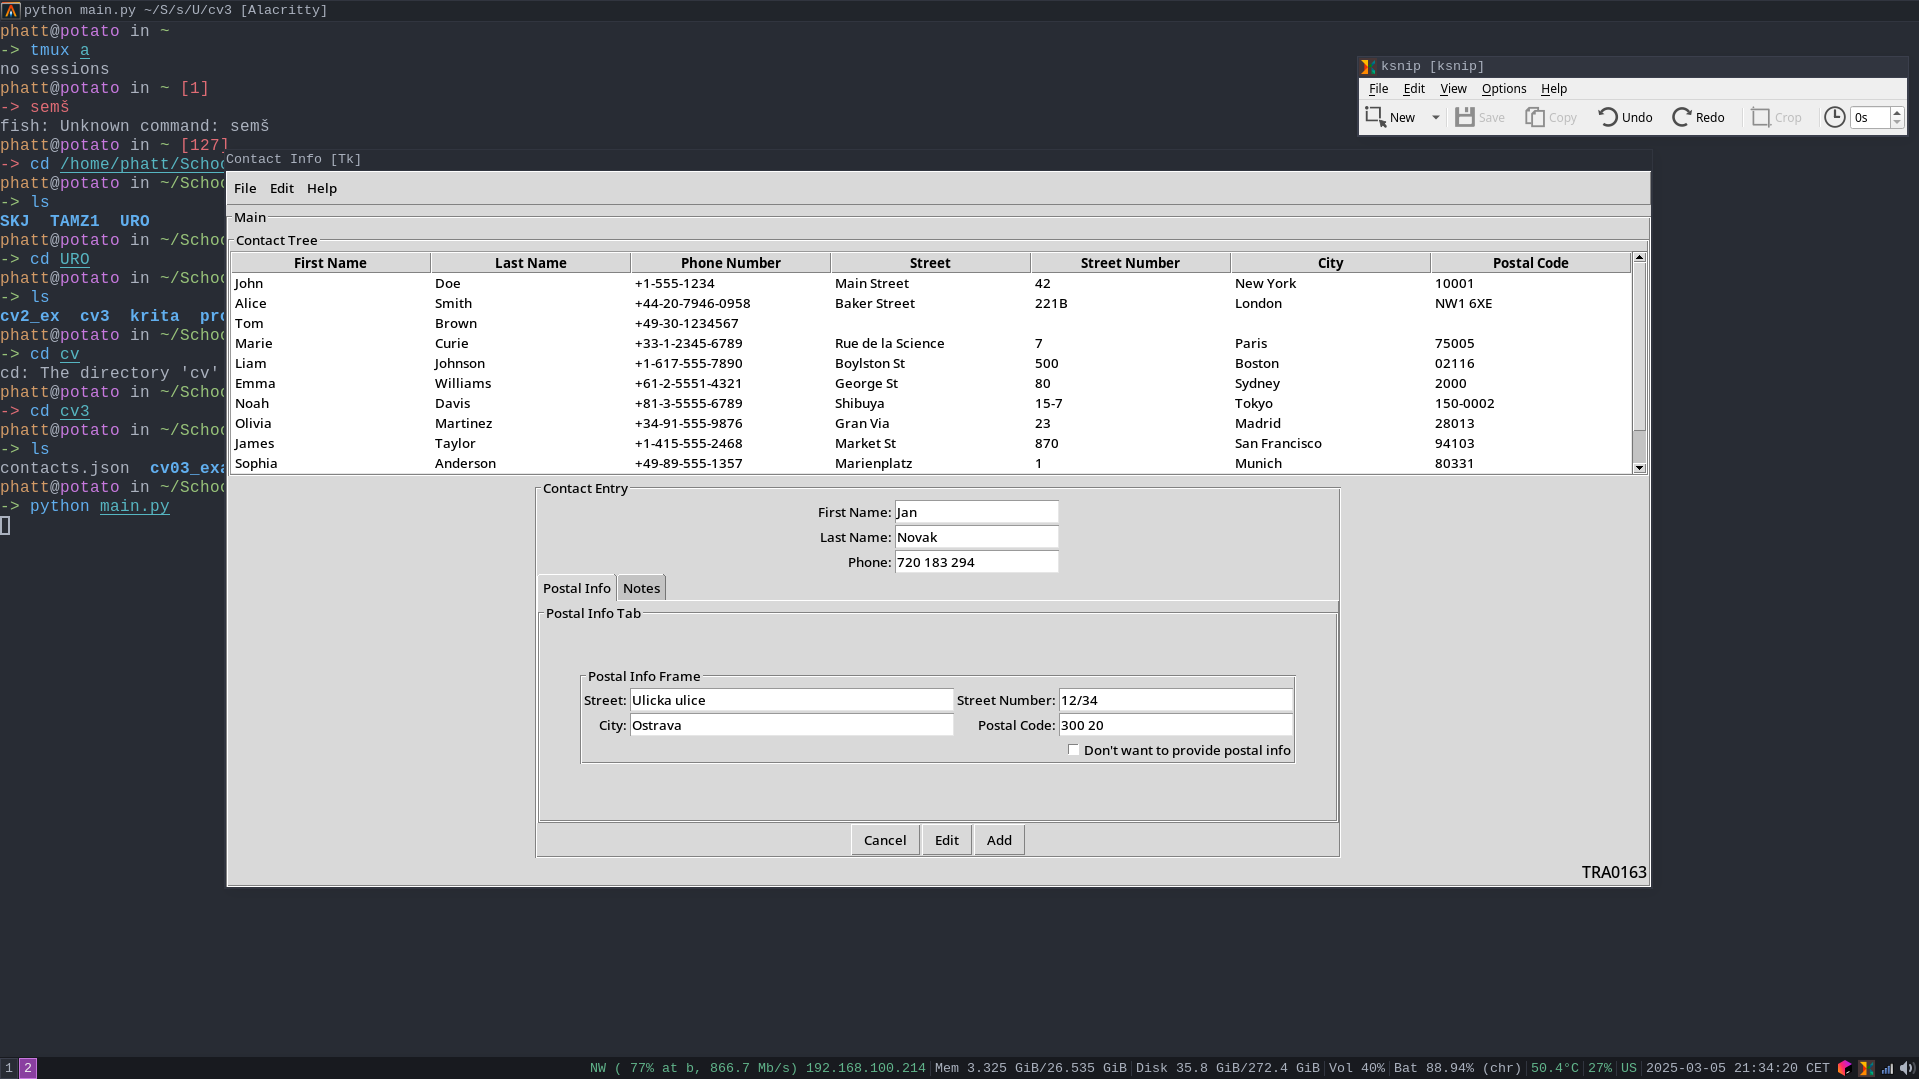 python main.py ~/S/s/U/cv3 [Alacritty]
phatt@potato in ~
-> tmux a
no sessions
phatt@potato in ~ [1]
-> semš
fish: Unknown command: semš
phatt@potato in ~ [127]
-> cd /home/phatt/Schoo
phatt@potato in ~/Schoo
-> ls
SKJ TAMZ1 URO
phatt@potato in ~/Schoo
-> cd URO
phatt@potato in ~/Schoo
-> ls
cv2_ex cv3 krita pro
phatt@potato in ~/Schoo
-> cd cv
cd: The directory 'cv'
phatt@potato in ~/Schoo
-> cd cv3
phatt@potato in ~/Schoo
-> ls
contacts.json cv03_exa
phatt@potato in ~/Schoo
-> python main.py
ksnip [ksnip]
File Edit View Options Help
New Save Copy Undo Redo Crop 0s
Contact Info [Tk]
File Edit Help
Main
Contact Tree
First Name Last Name Phone Number Street Street Number City Postal Code
John Doe +1-555-1234 Main Street 42 New York 10001
Alice Smith +44-20-7946-0958 Baker Street 221B London NW1 6XE
Tom Brown +49-30-1234567
Marie Curie +33-1-2345-6789 Rue de la Science 7 Paris 75005
Liam Johnson +1-617-555-7890 Boylston St 500 Boston 02116
Emma Williams +61-2-5551-4321 George St 80 Sydney 2000
Noah Davis +81-3-5555-6789 Shibuya 15-7 Tokyo 150-0002
Olivia Martinez +34-91-555-9876 Gran Via 23 Madrid 28013
James Taylor +1-415-555-2468 Market St 870 San Francisco 94103
Sophia Anderson +49-89-555-1357 Marienplatz 1 Munich 80331
Contact Entry
First Name: Jan
Last Name: Novak
Phone: 720 183 294
Postal Info Notes
Postal Info Tab
Postal Info Frame
Street: Ulicka ulice Street Number: 12/34
City: Ostrava Postal Code: 300 20
Don't want to provide postal info
Cancel Edit Add
TRA0163
1 2 NW ( 77% at b, 866.7 Mb/s) 192.168.100.214 Mem 3.325 GiB/26.535 GiB Disk 35.8 GiB/272.4 GiB Vol 40% Bat 88.94% (chr) 50.4°C 27% US 2025-03-05 21:34:20 CET